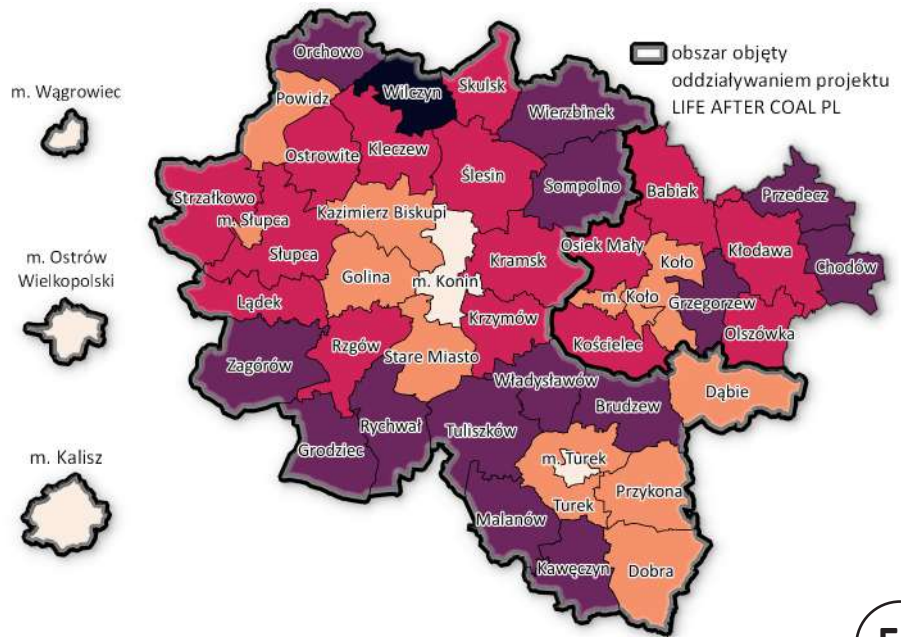 Orchowo
Wilczyn
Skulsk
obszar objęty
oddziaływaniem projektu
LIFE AFTER COAL PL
m. Wągrowiec
Powidz
Wierzbinek
Ostrowite
Kleczew
Ślesin
Sompolno
Babiak
Przedecz
Strzałkowo
m. Słupca
Kazimierz Biskupi
Słupca
Osiek Mały
Koło
Kłodawa
Chodów
m. Ostrów
Wielkopolski
Golina
m. Konin
Kramsk
m. Koło
Grzegorzew
Lądek
Krzymów
Olszówka
Zagórów
Rzgów
Stare Miasto
Kościelec
Władysławów
Dąbie
Brudzew
Grodziec
Rychwał
Tuliszków
m. Kalisz
m. Turek
Przykona
Malanów
Turek
Kawęczyn
Dobra